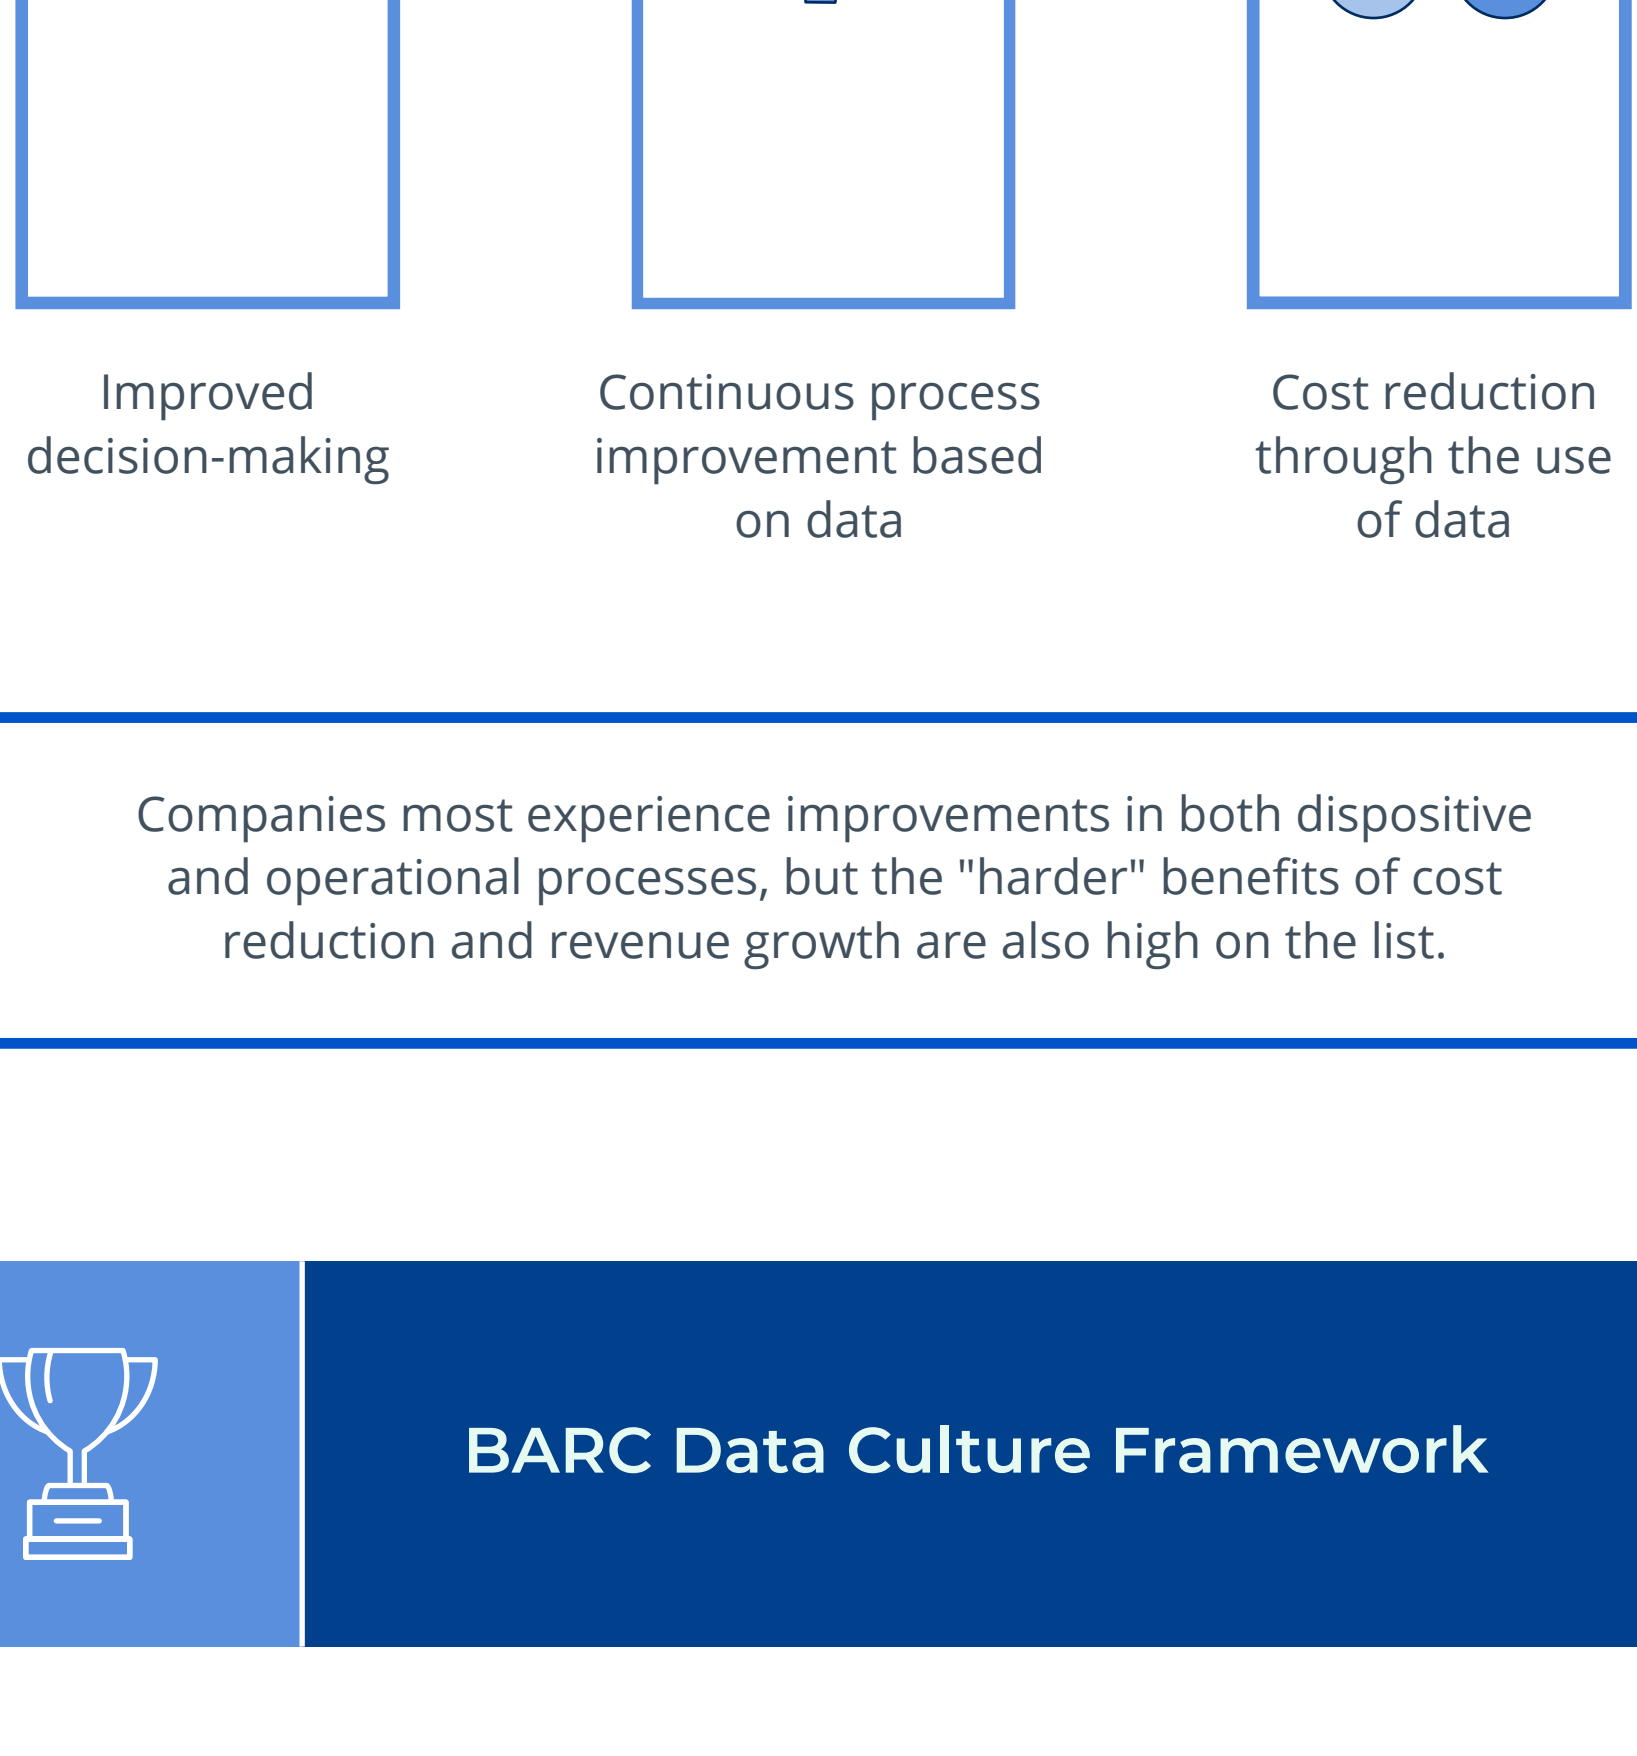 Improved
decision-making
Continuous process
improvement based
on data
Cost reduction
through the use
of data
Companies most experience improvements in both dispositive
and operational processes, but the "harder" benefits of cost
reduction and revenue growth are also high on the list.
BARC Data Culture Framework